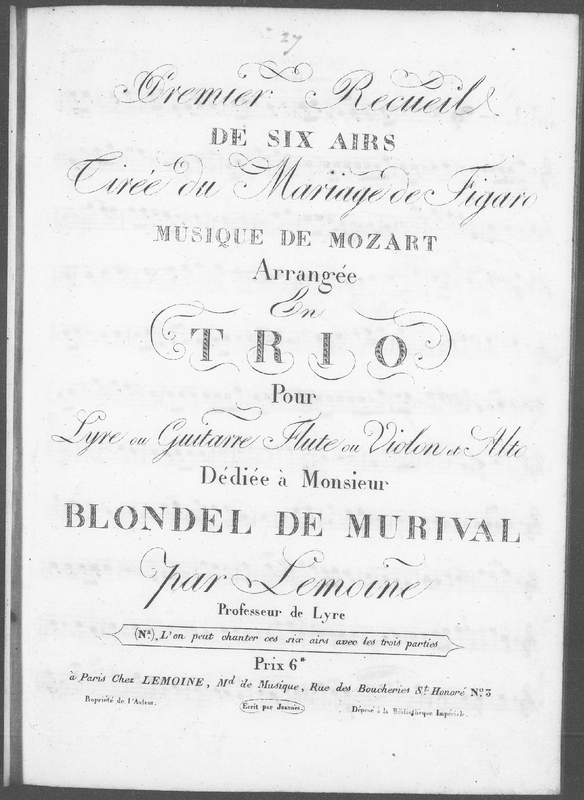 27
Premier Recueil
DE SIX AIRS
Tirée du Mariage de Figaro
MUSIQUE DE MOZART
Arrangée
En
TRIO
Pour
Lyre ou Guitarre Flute ou Violon et Alto
Dédiée à Monsieur
BLONDEL DE MURIVAL
par Lemoine
Professeur de Lyre
(Na.) L'on peut chanter ces six airs avec les trois parties
Prix 6#
à Paris Chez LEMOINE, Md de Musique, Rue des Boucheries St. Honoré No. 3
Propriété de l'Auteur. Écrit par Joannès. Déposé à la Bibliothèque Impériale.